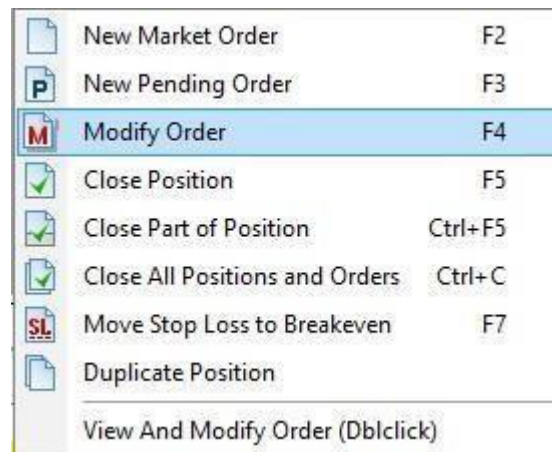 New Market Order F2
P New Pending Order F3
M Modify Order F4
Close Position F5
Close Part of Position Ctrl+F5
Close All Positions and Orders Ctrl+C
SL Move Stop Loss to Breakeven F7
Duplicate Position
View And Modify Order (Dblclick)